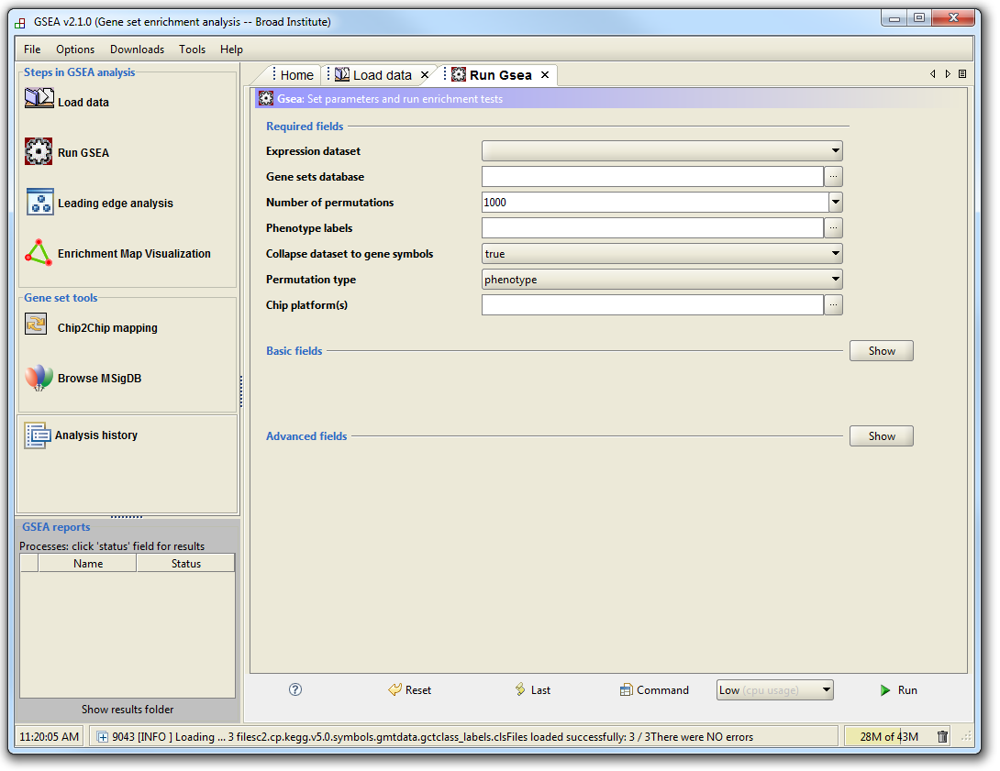 GSEA v2.1.0 (Gene set enrichment analysis -- Broad Institute)
File Options Downloads Tools Help
Steps in GSEA analysis
Load data
Run GSEA
Leading edge analysis
Enrichment Map Visualization
Gene set tools
Chip2Chip mapping
Browse MSigDB
Analysis history
GSEA reports
Processes: click 'status' field for results
Name Status
Show results folder
Home Load data Run Gsea
Gsea: Set parameters and run enrichment tests
Required fields
Expression dataset
Gene sets database ...
Number of permutations 1000
Phenotype labels ...
Collapse dataset to gene symbols true
Permutation type phenotype
Chip platform(s) ...
Basic fields Show
Advanced fields Show
? Reset Last Command Low (cpu usage) Run
11:20:05 AM 9043 [INFO ] Loading ... 3 filesc2.cp.kegg.v5.0.symbols.gmtdata.gctclass_labels.clsFiles loaded successfully: 3 / 3There were NO errors 28M of 43M